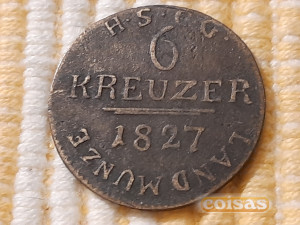 H.S.C.G.
6
KREUZER
1827
LANDMUNZE
coisas